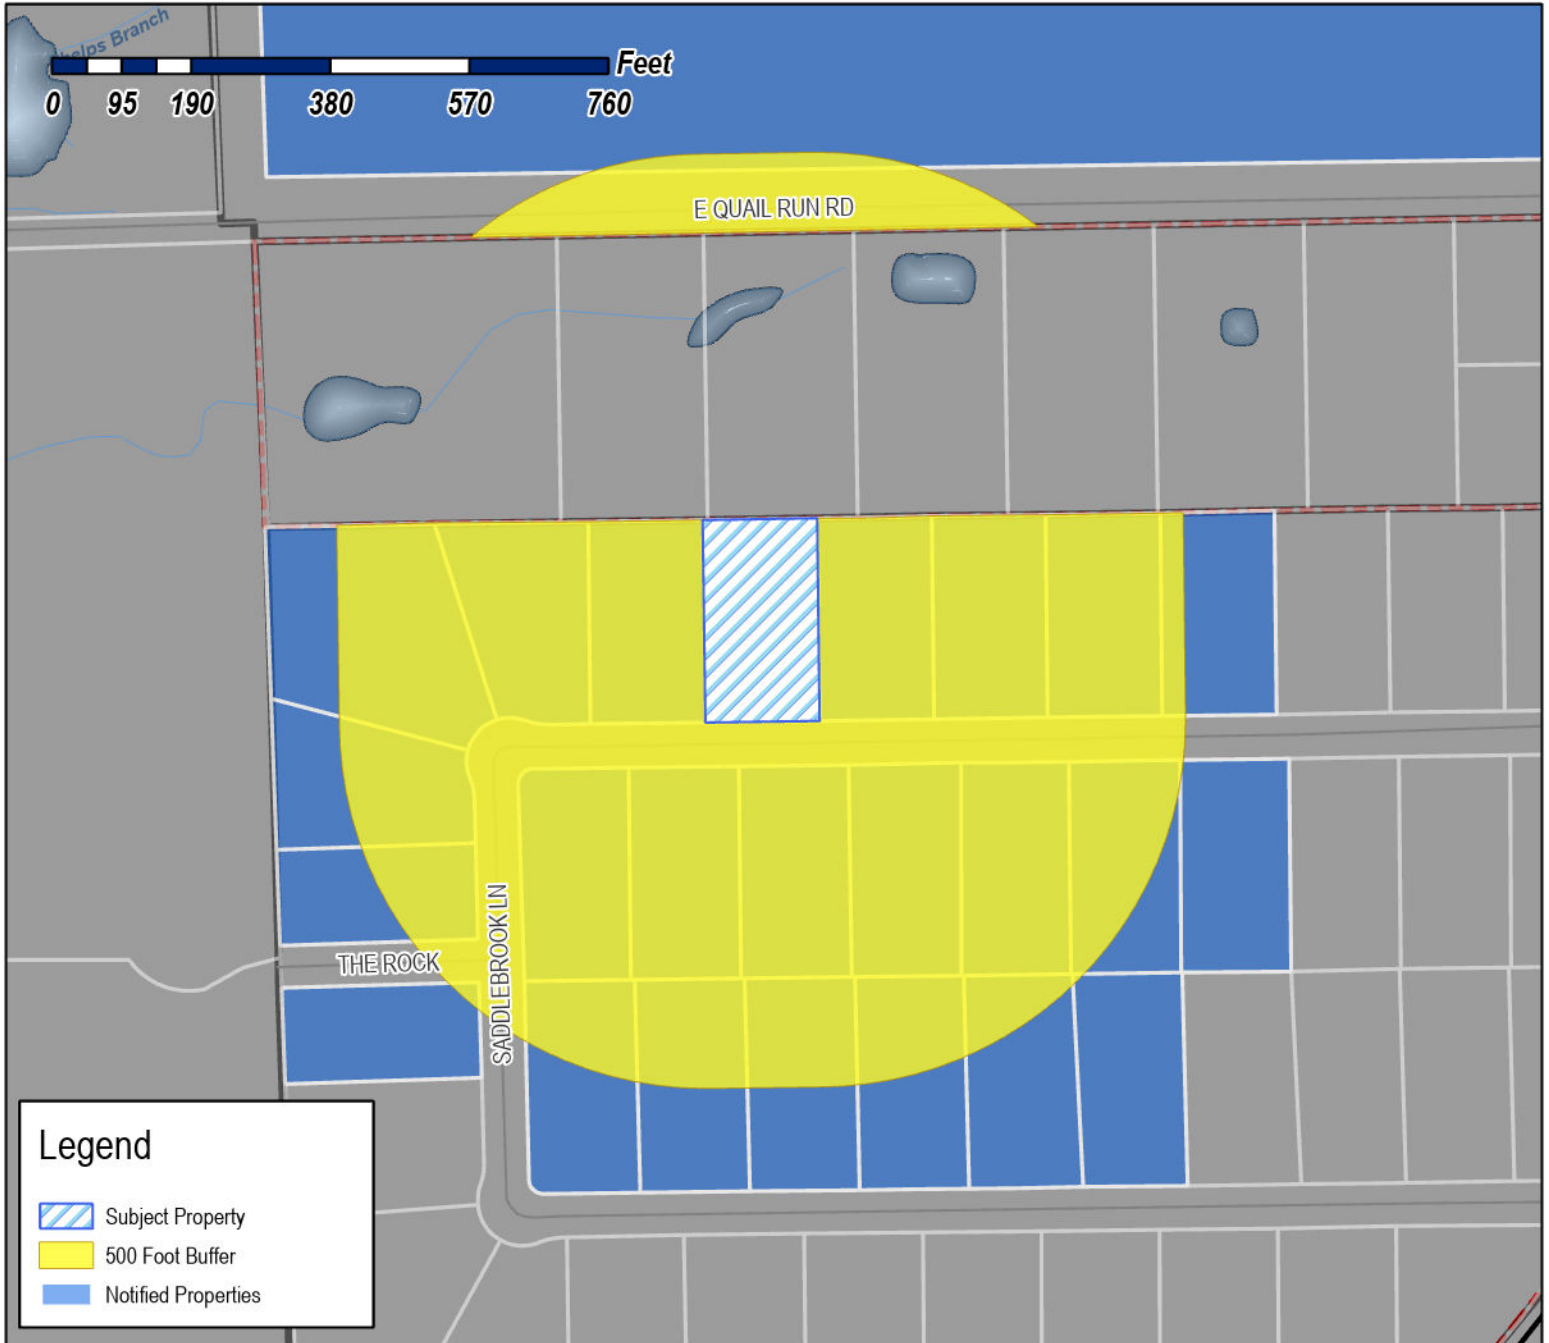 Phelps Branch
Feet
0 95 190 380 570 760
E QUAIL RUN RD
SADDLEBROOK LN
THE ROCK
Legend
Subject Property
500 Foot Buffer
Notified Properties